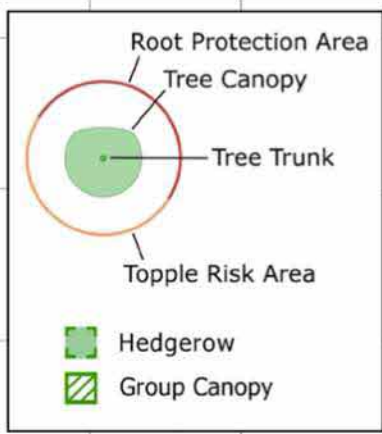 Root Protection Area
Tree Canopy
Tree Trunk
Topple Risk Area
Hedgerow
Group Canopy